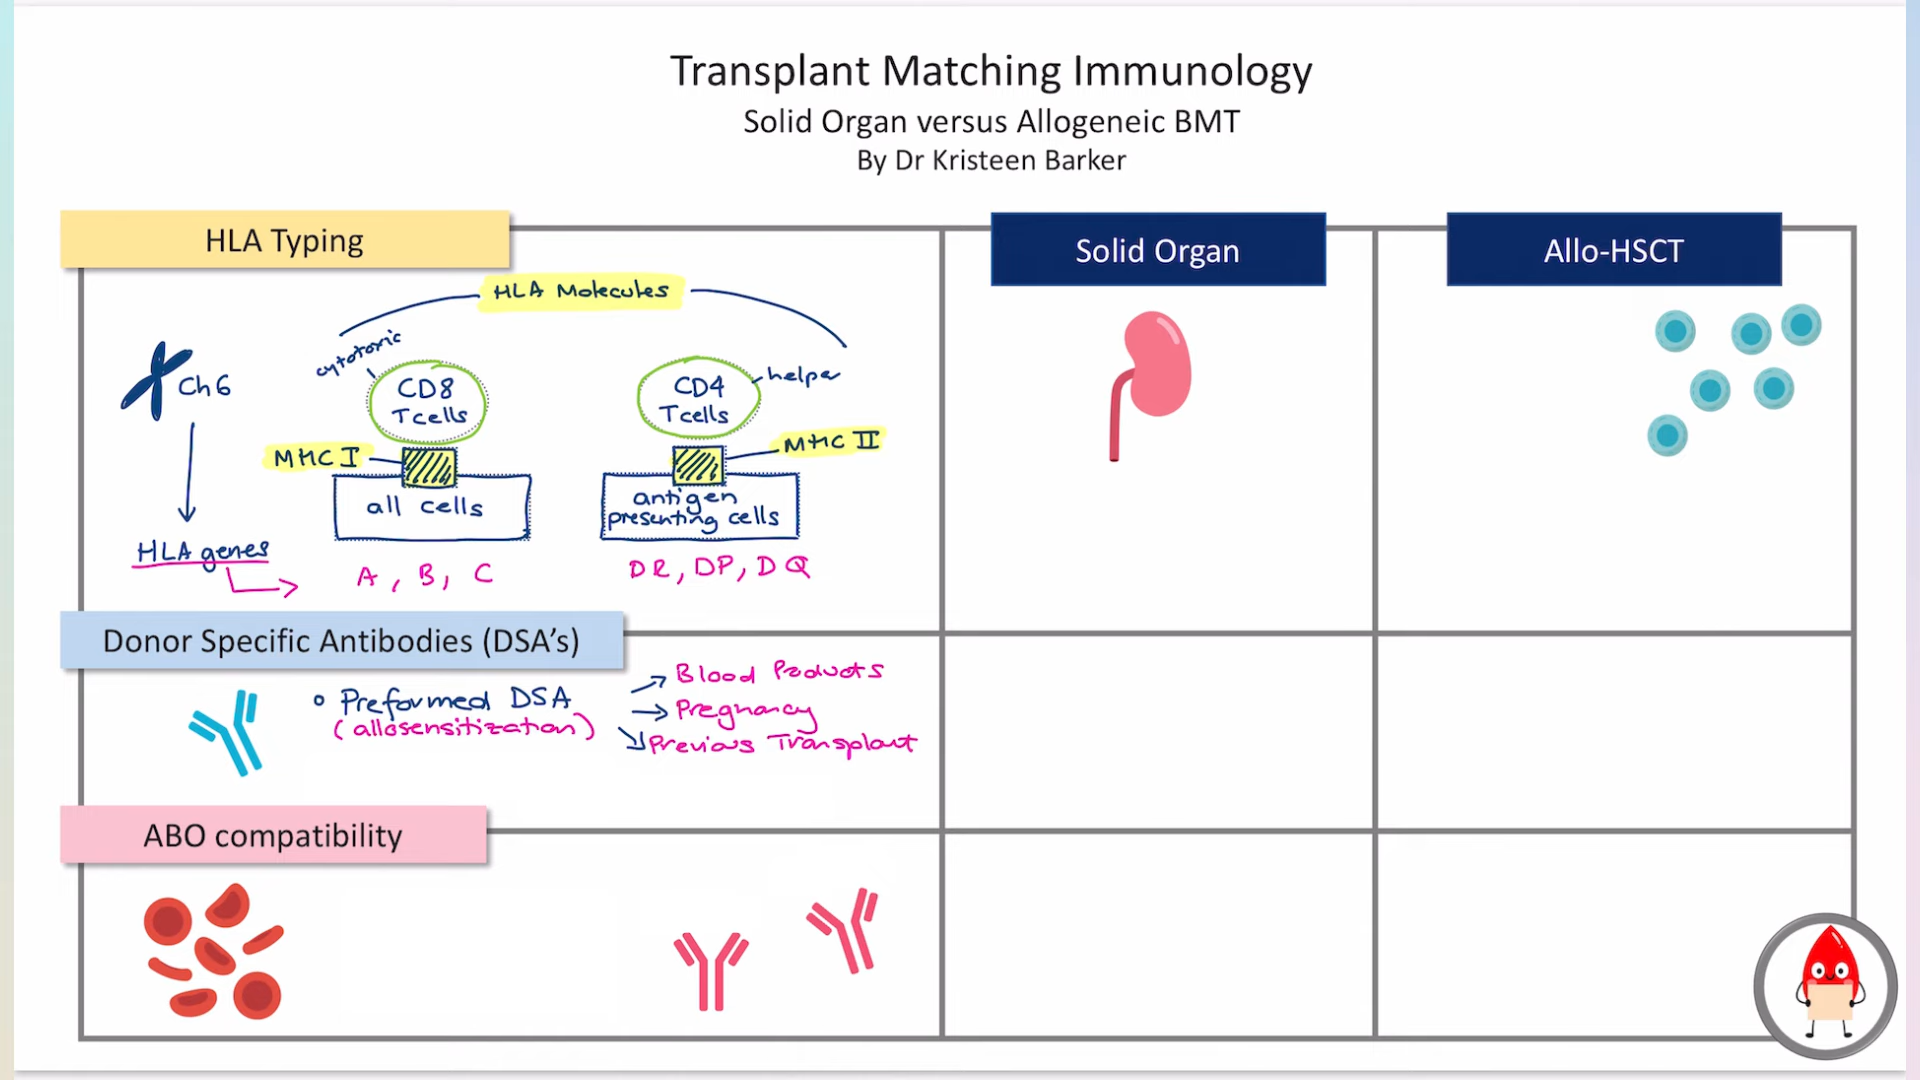 Transplant Matching Immunology
Solid Organ versus Allogeneic BMT
By Dr Kristeen Barker
HLA Typing
Solid Organ
Allo-HSCT
HLA Molecules
cytotoxic
Ch6
CD8
Tcells
CD4
Tcells
helper
MHC I
MHC II
all cells
antigen
presenting cells
HLA genes
A, B, C
DR, DP, DQ
Donor Specific Antibodies (DSA's)
Preformed DSA
(allosensitization)
Blood Products
Pregnancy
Previous Transplant
ABO compatibility